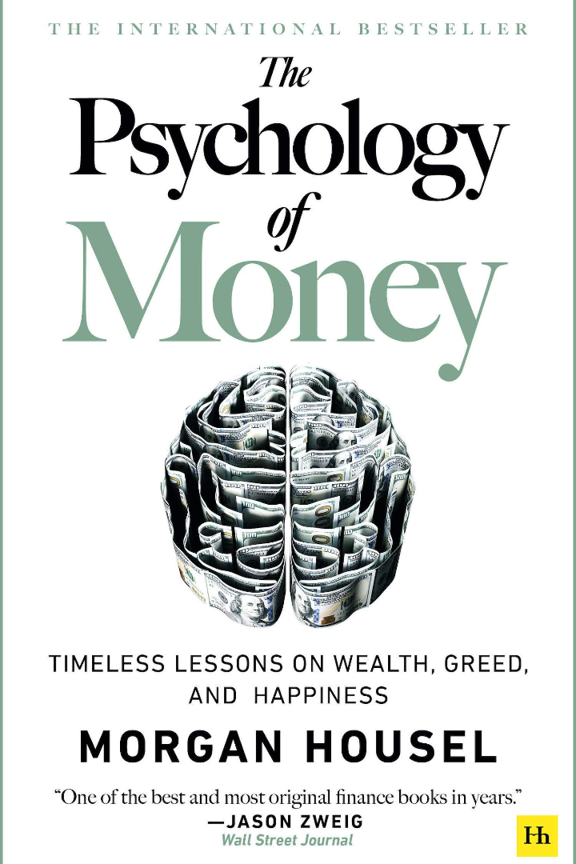 THE INTERNATIONAL BESTSELLER
The
Psychology
of
Money
TIMELESS LESSONS ON WEALTH, GREED,
AND HAPPINESS
MORGAN HOUSEL
“One of the best and most original finance books in years.”
—JASON ZWEIG
Wall Street Journal
Hh